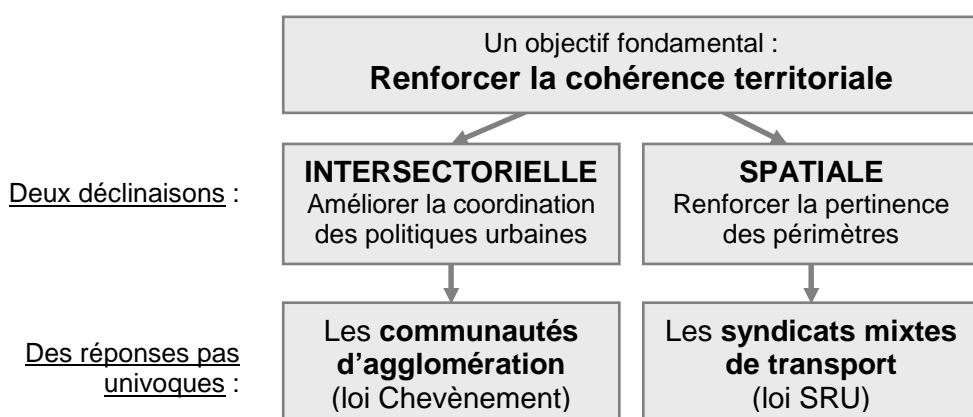 Un objectif fondamental :
Renforcer la cohérence territoriale
Deux déclinaisons :
INTERSECTORIELLE
Améliorer la coordination
des politiques urbaines
SPATIALE
Renforcer la pertinence
des périmètres
Des réponses pas
univoques :
Les communautés
d'agglomération
(loi Chevènement)
Les syndicats mixtes
de transport
(loi SRU)